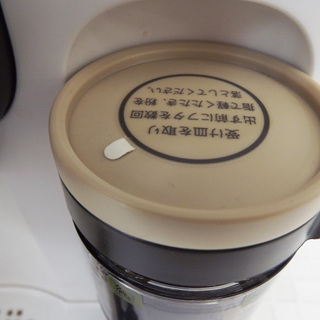 受け皿を取り
出す前にフタを数回
指で軽くたたき、粉を
落としてください。